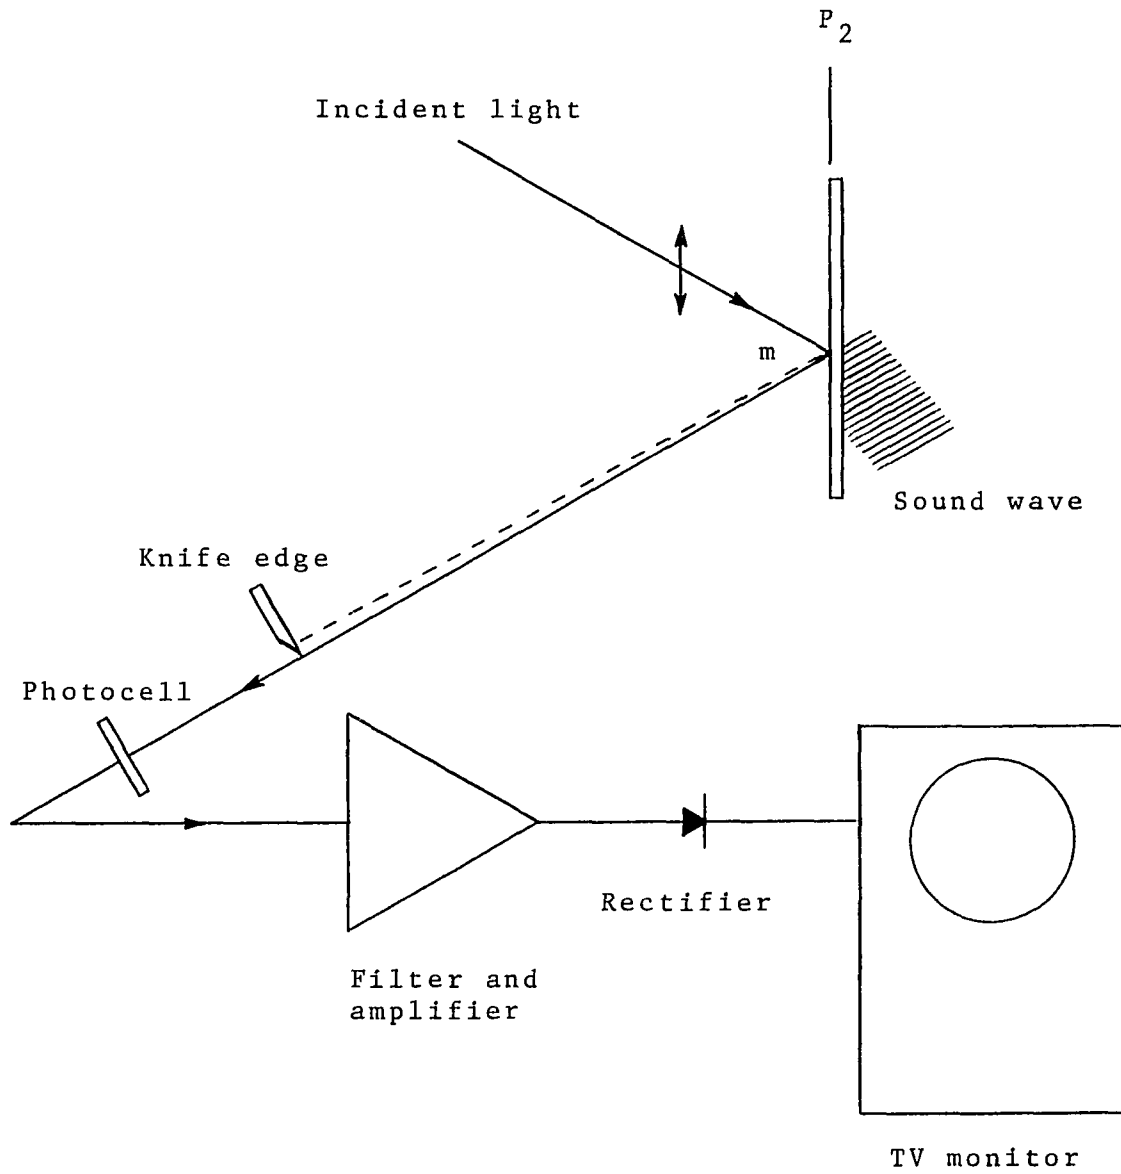 P2
Incident light
m
Sound wave
Knife edge
Photocell
Rectifier
Filter and
amplifier
TV monitor